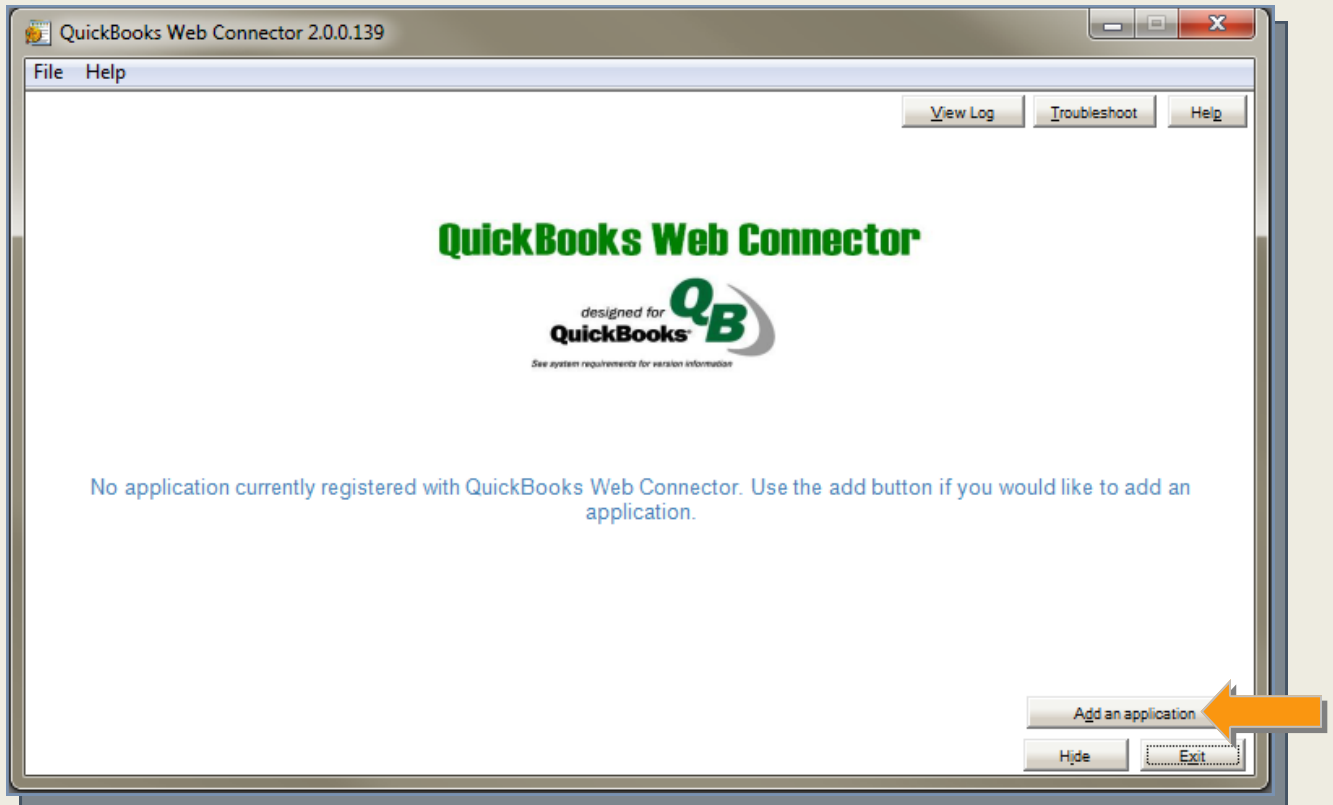 QuickBooks Web Connector 2.0.0.139
File Help
View Log Troubleshoot Help
QuickBooks Web Connector
designed for
QuickBooks
QB
See system requirements for version information
No application currently registered with QuickBooks Web Connector. Use the add button if you would like to add an
application.
Add an application
Hide Exit